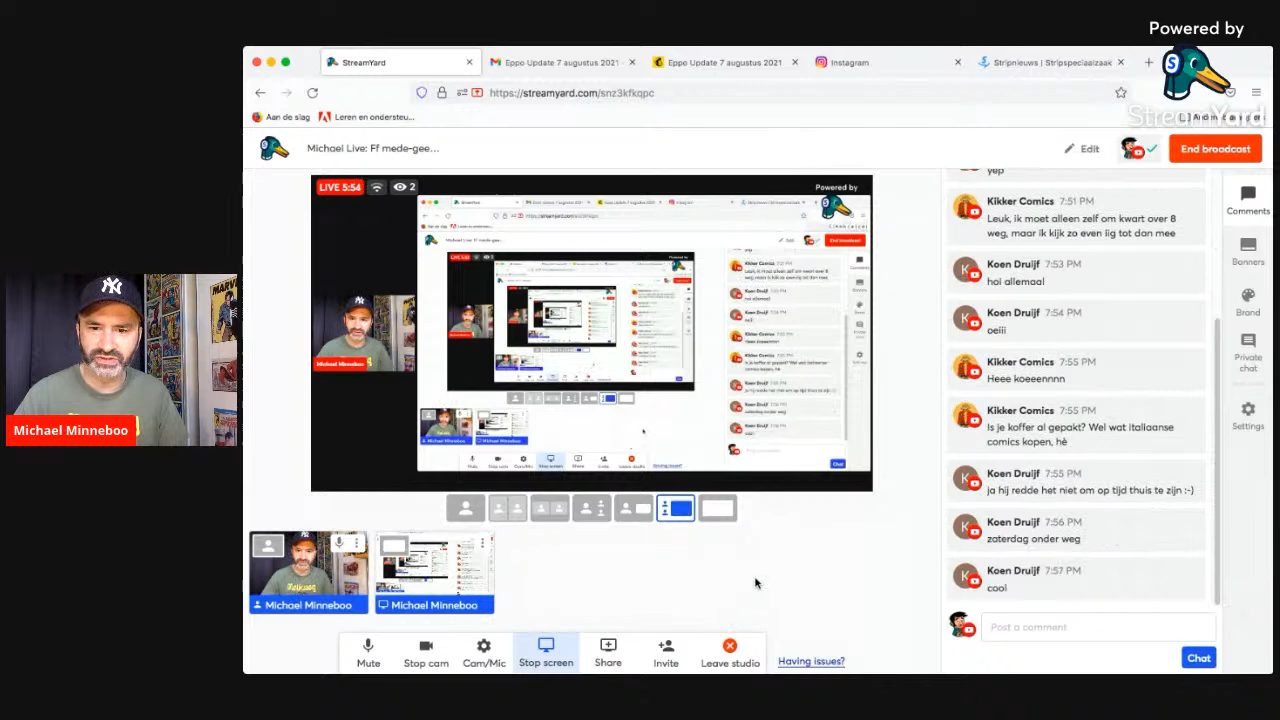 Powered by
StreamYard
StreamYard
Eppo Update 7 augustus 2021 -
Eppo Update 7 augustus 2021
Instagram
Stripnieuws | Stripspeciaalzaak
https://streamyard.com/snz3kfkqpc
Aan de slag
Leren en ondersteu...
Michael Live: Ff mede-gee...
Edit
End broadcast
LIVE 5:54
2
Powered by
Michael Minneboo
Michael Minneboo
yep
Kikker Comics 7:51 PM
Leuk, ik moet alleen zelf om kwart over 8
weg, maar ik kijk zo even iig tot dan mee
Koen Druijf 7:53 PM
hoi allemaal
Koen Druijf 7:54 PM
oeiii
Kikker Comics 7:55 PM
Heee koeeennnn
Kikker Comics 7:55 PM
Is je koffer al gepakt? Wel wat italiaanse
comics kopen, hè
Koen Druijf 7:55 PM
ja hij redde het niet om op tijd thuis te zijn :-)
Koen Druijf 7:56 PM
zaterdag onder weg
Koen Druijf 7:57 PM
cool
Post a comment
Chat
Comments
Banners
Brand
Private
chat
Settings
Michael Minneboo
Michael Minneboo
Mute
Stop cam
Cam/Mic
Stop screen
Share
Invite
Leave studio
Having issues?